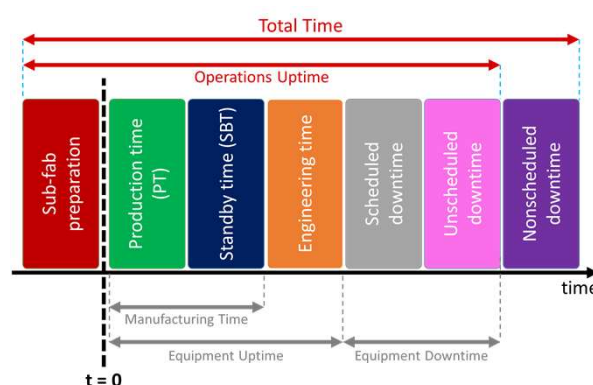 Total Time
Operations Uptime
Sub-fab
preparation
Production time
(PT)
Standby time (SBT)
Engineering time
Scheduled
downtime
Unscheduled
downtime
Nonscheduled
downtime
time
Manufacturing Time
Equipment Uptime
Equipment Downtime
t = 0